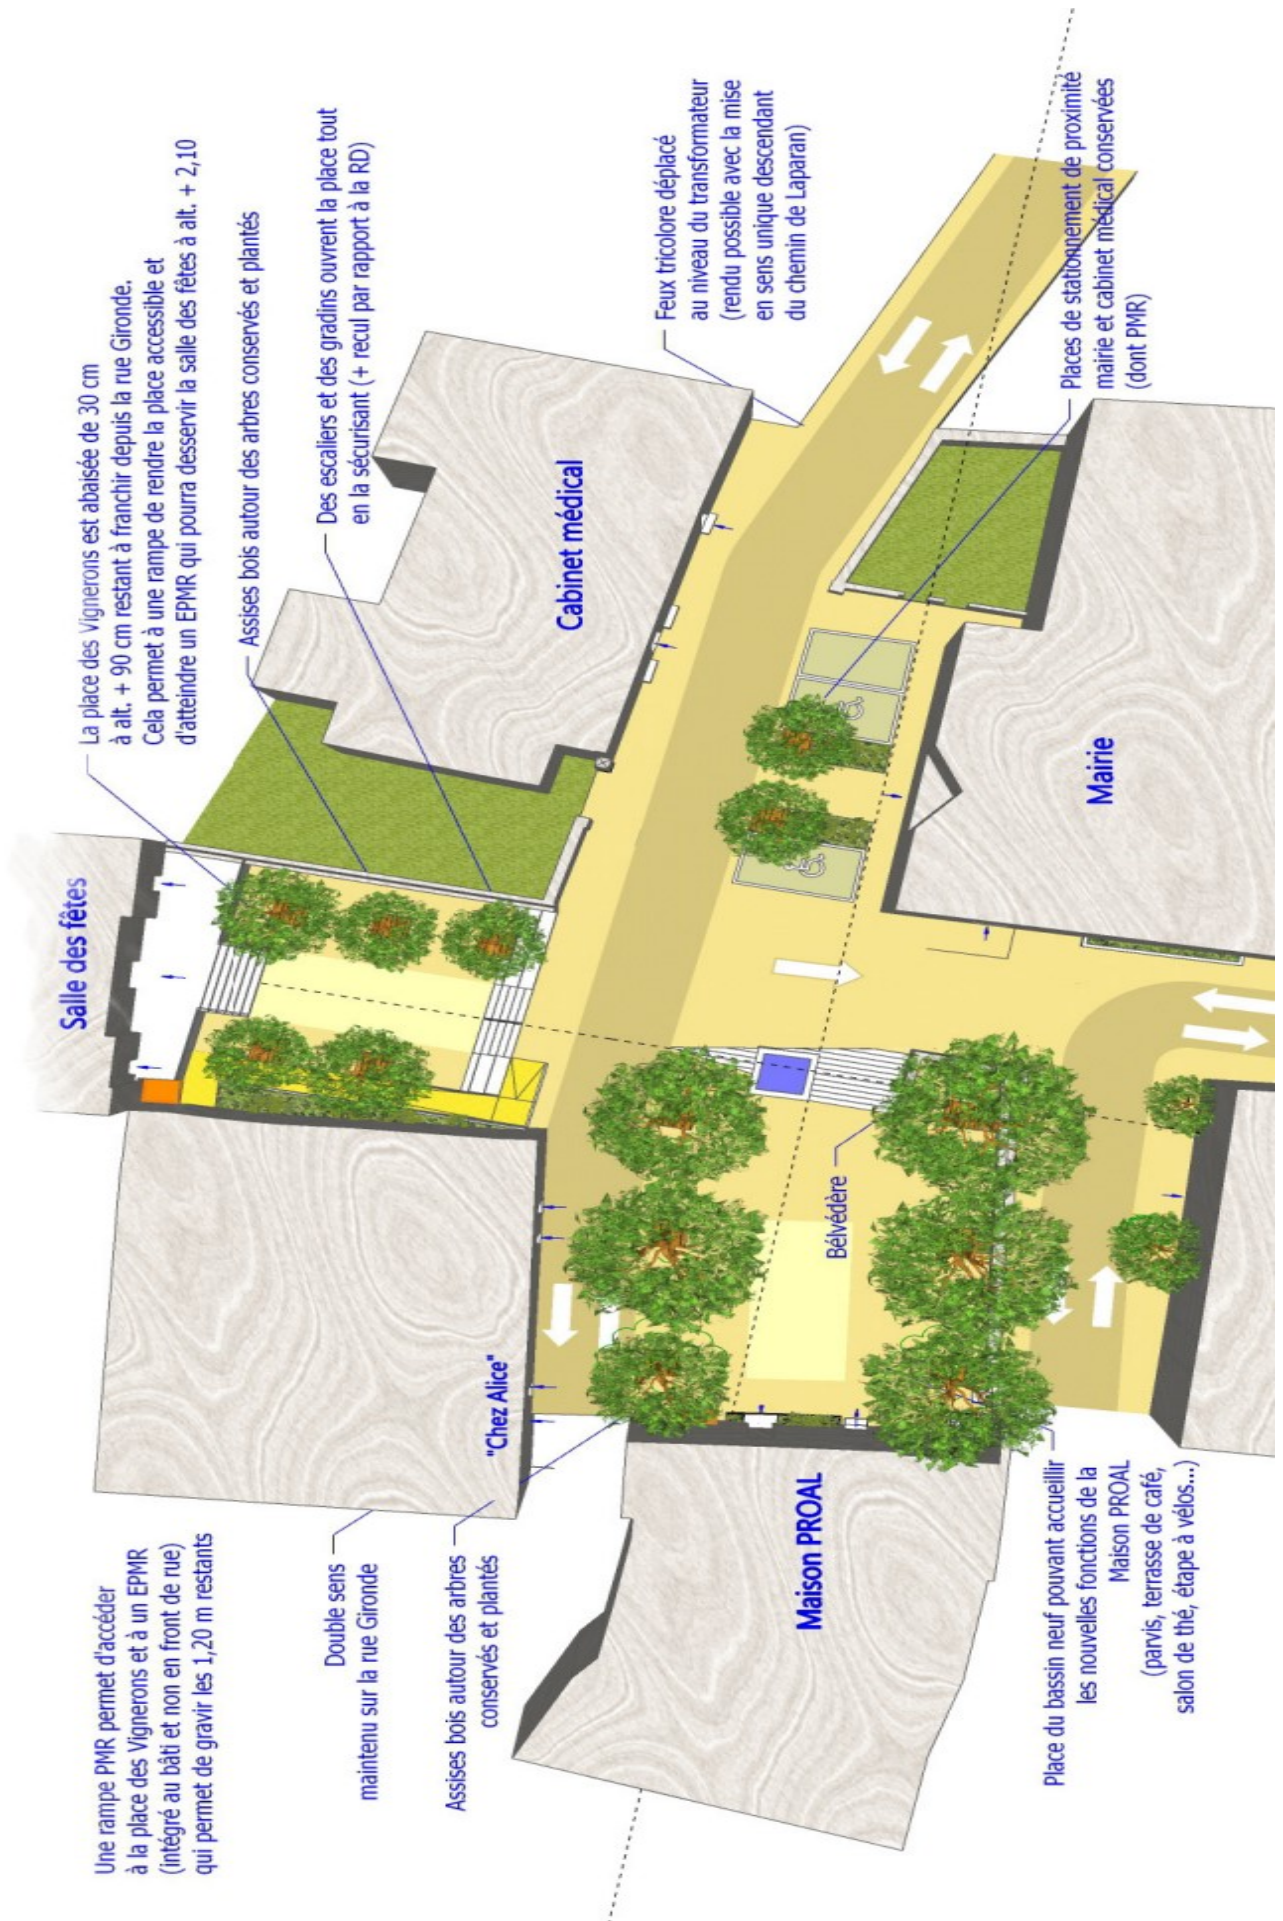 Une rampe PMR permet d'accéder
à la place des Vignerons et à un EPMR
(intégré au bâti et non en front de rue)
qui permet de gravir les 1,20 m restants
Double sens
maintenu sur la rue Gironde
Assises bois autour des arbres
conservés et plantés
"Chez Alice"
Salle des fêtes
La place des Vignerons est abaisée de 30 cm
à alt. + 90 cm restant à franchir depuis la rue Gironde.
Cela permet à une rampe de rendre la place accessible et
d'atteindre un EPMR qui pourra desservir la salle des fêtes à alt. + 2,10
Assises bois autour des arbres conservés et plantés
Des escaliers et des gradins ouvrent la place tout
en la sécurisant (+ recul par rapport à la RD)
Cabinet médical
Feux tricolore déplacé
au niveau du transformateur
(rendu possible avec la mise
en sens unique descendant
du chemin de Laparan)
Maison PROAL
Bélvédère
Mairie
Places de stationnement de proximité
mairie et cabinet médical conservées
(dont PMR)
Place du bassin neuf pouvant accueillir
les nouvelles fonctions de la
Maison PROAL
(parvis, terrasse de café,
salon de thé, étape à vélos...)